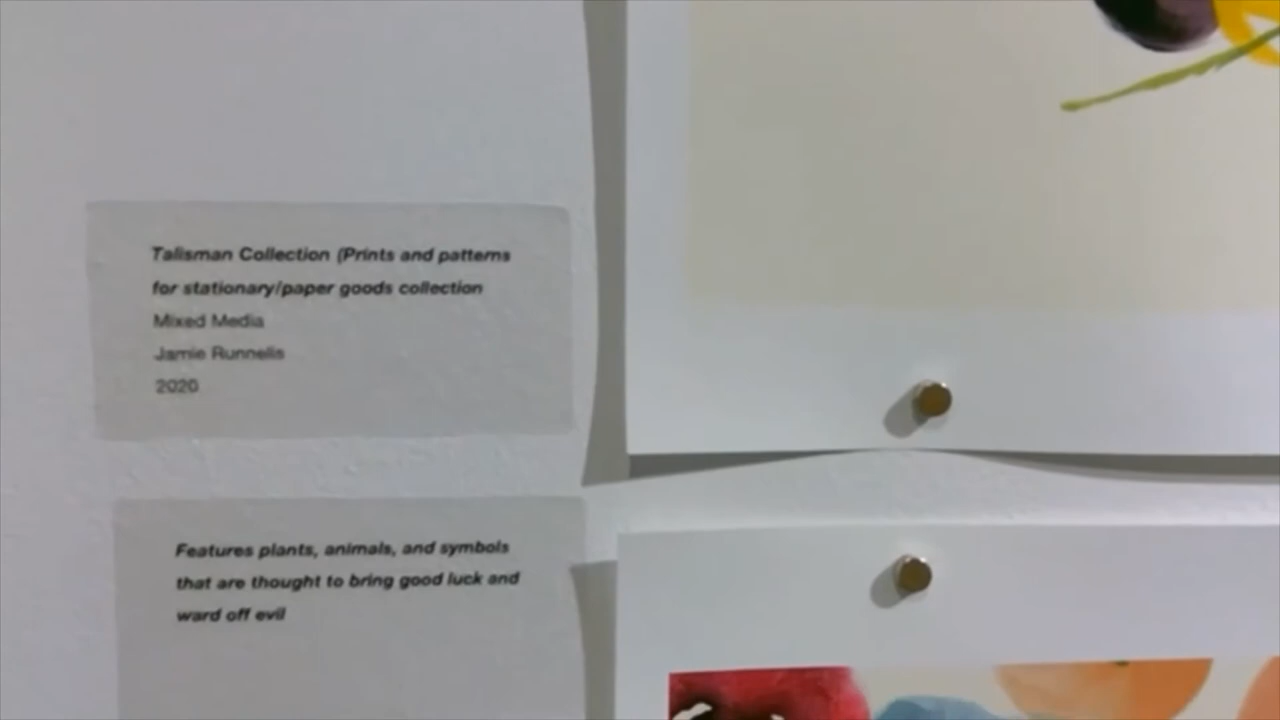 Talisman Collection (Prints and patterns
for stationary/paper goods collection
Mixed Media
Jamie Runnells
2020
Features plants, animals, and symbols
that are thought to bring good luck and
ward off evil